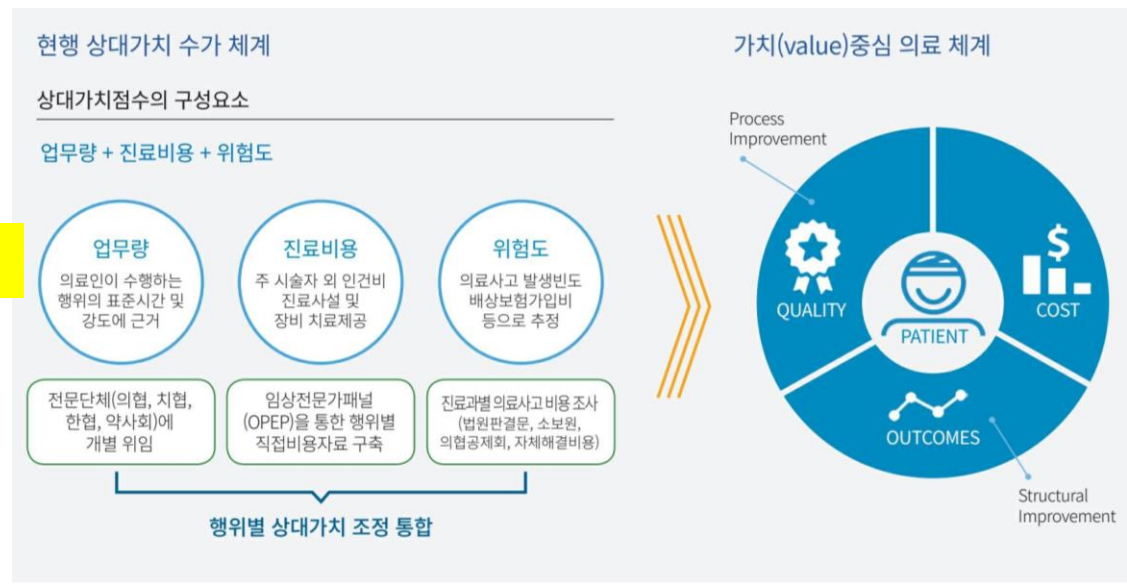 현행 상대가치 수가 체계
상대가치점수의 구성요소
업무량 + 진료비용 + 위험도
업무량
의료인이 수행하는
행위의 표준시간 및
강도에 근거
진료비용
주 시술자 외 인건비
진료사설 및
장비 치료제공
위험도
의료사고 발생빈도
배상보험가입비
등으로 추정
전문단체(의협, 치협,
한협, 약사회)에
개별 위임
임상전문가패널
(OPEP)을 통한 행위별
직접비용자료 구축
진료과별 의료사고 비용 조사
(법원판결문, 소보원,
의협공제회, 자체해결비용)
행위별 상대가치 조정 통합
가치(value)중심 의료 체계
Process
Improvement
QUALITY
$
COST
PATIENT
OUTCOMES
Structural
Improvement